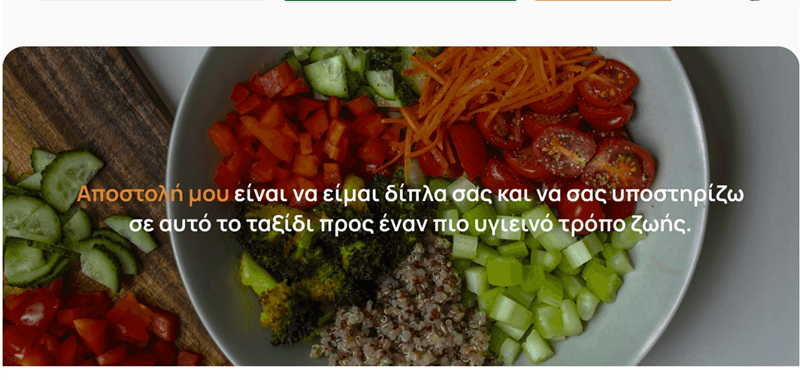 Αποστολή μου είναι να είμαι δίπλα σας και να σας υποστηρίζω
σε αυτό το ταξίδι προς έναν πιο υγιεινό τρόπο ζωής.